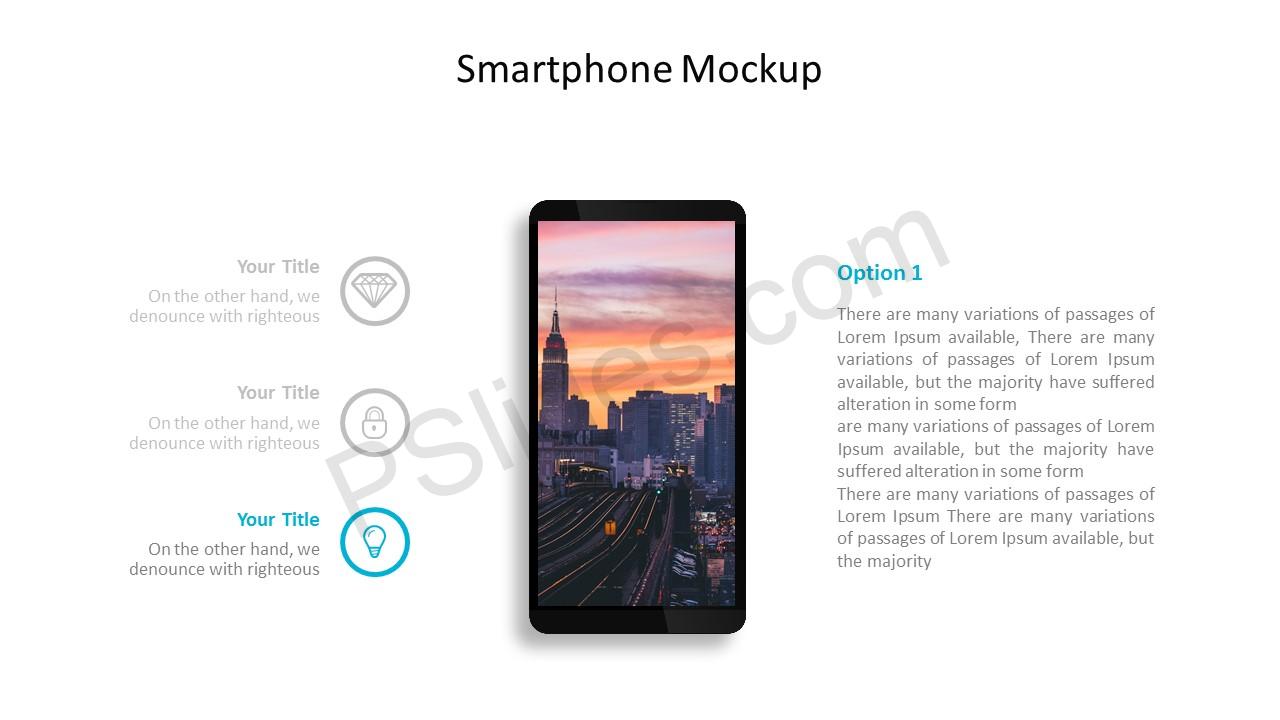 Smartphone Mockup
Your Title
On the other hand, we
denounce with righteous
Your Title
On the other hand, we
denounce with righteous
Your Title
On the other hand, we
denounce with righteous
PSlides.com
Option 1
There are many variations of passages of
Lorem Ipsum available, There are many
variations of passages of Lorem Ipsum
available, but the majority have suffered
alteration in some form
are many variations of passages of Lorem
Ipsum available, but the majority have
suffered alteration in some form
There are many variations of passages of
Lorem Ipsum There are many variations
of passages of Lorem Ipsum available, but
the majority